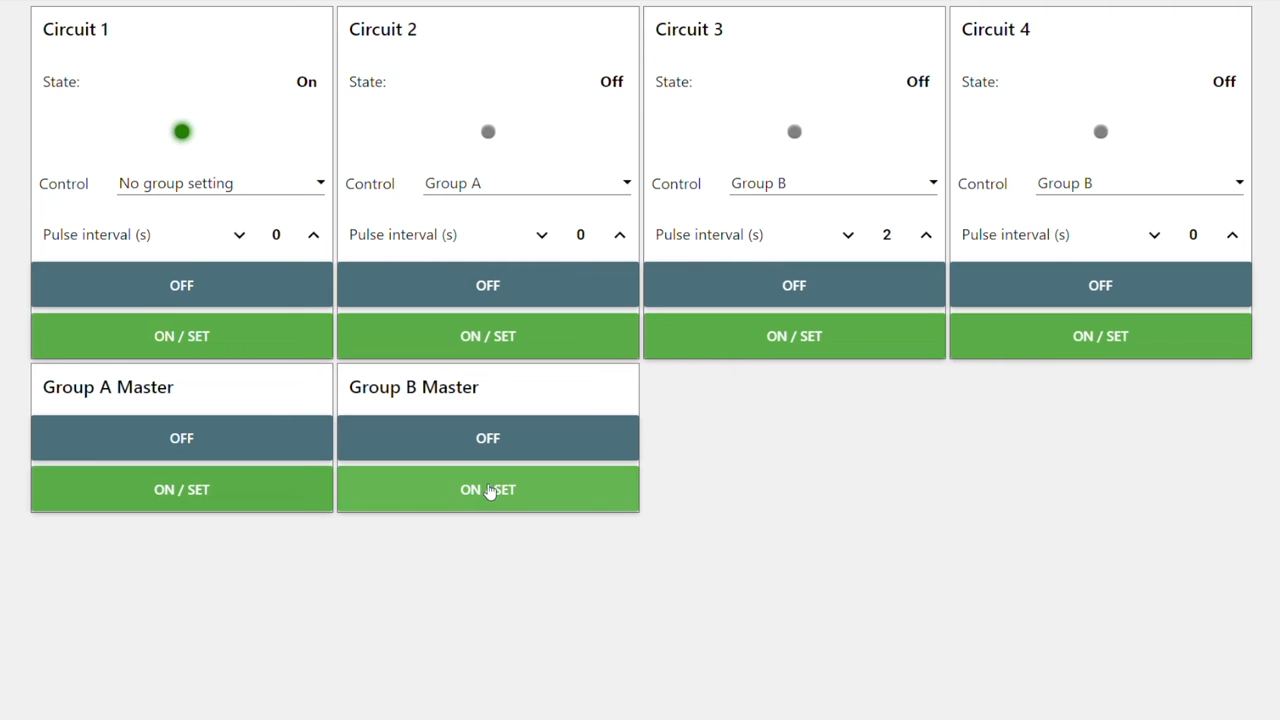 Circuit 1
State: On
Control No group setting
Pulse interval (s) 0
OFF
ON / SET
Circuit 2
State: Off
Control Group A
Pulse interval (s) 0
OFF
ON / SET
Circuit 3
State: Off
Control Group B
Pulse interval (s) 2
OFF
ON / SET
Circuit 4
State: Off
Control Group B
Pulse interval (s) 0
OFF
ON / SET
Group A Master
OFF
ON / SET
Group B Master
OFF
ON / SET